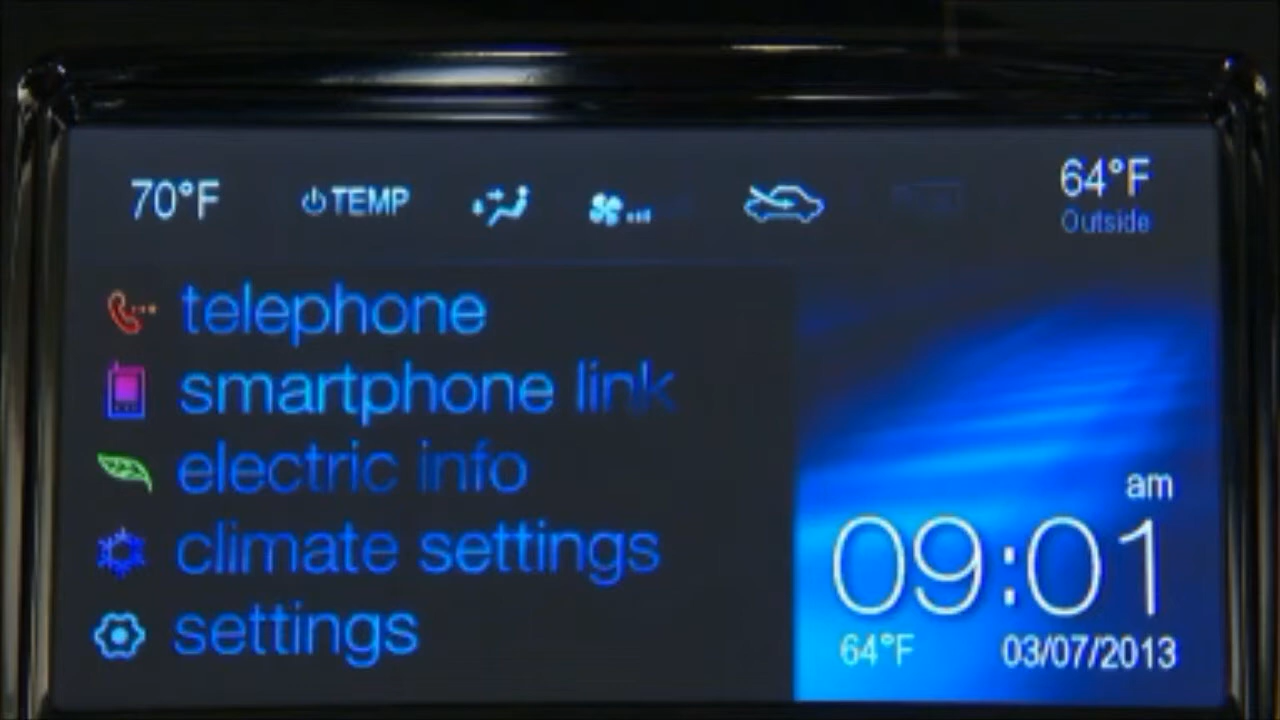 70°F
TEMP
64°F
Outside
telephone
smartphone link
electric info
climate settings
settings
am
09:01
64°F
03/07/2013